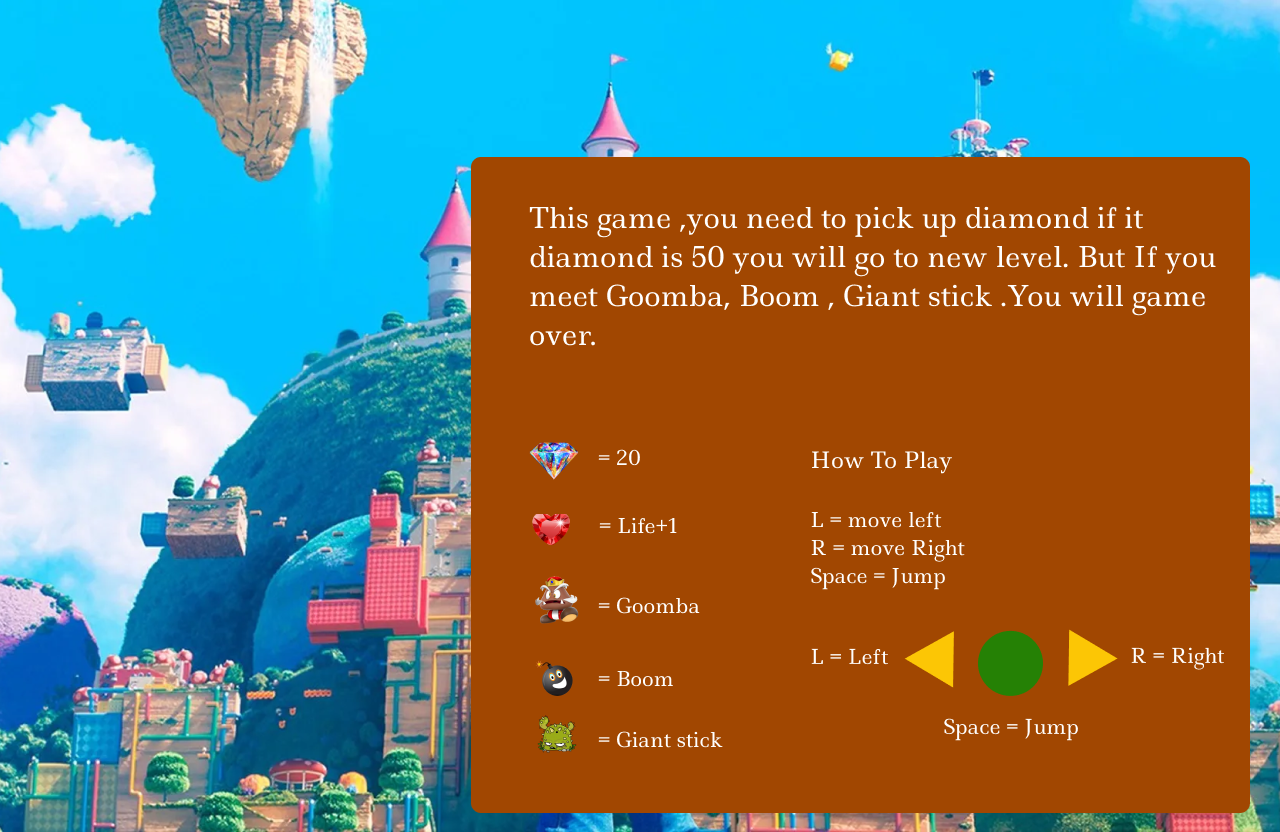 This game ,you need to pick up diamond if it
diamond is 50 you will go to new level. But If you
meet Goomba, Boom , Giant stick .You will game
over.
= 20
= Life+1
= Goomba
= Boom
= Giant stick
How To Play
L = move left
R = move Right
Space = Jump
L = Left
R = Right
Space = Jump